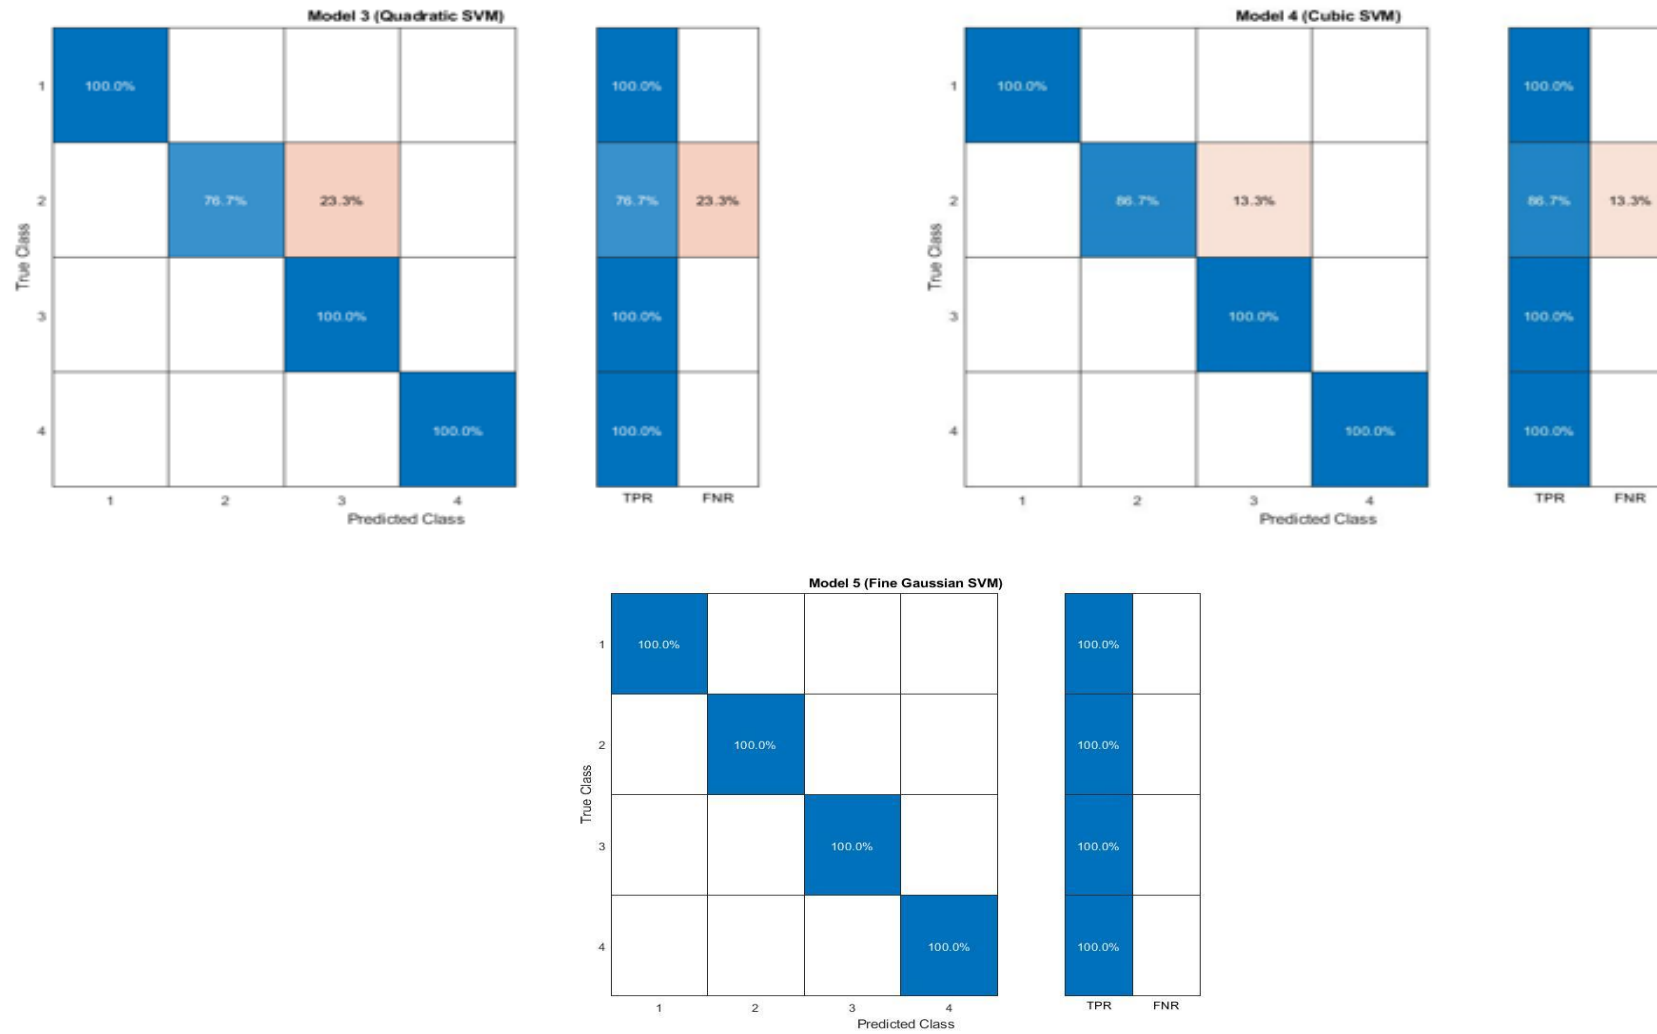 Model 3 (Quadratic SVM)
1 100.0% 100.0%
2 76.7% 23.3% 76.7% 23.3%
3 100.0% 100.0%
4 100.0% 100.0%
True Class
1 2 3 4 TPR FNR
Predicted Class
Model 4 (Cubic SVM)
1 100.0% 100.0%
2 86.7% 13.3% 86.7% 13.3%
3 100.0% 100.0%
4 100.0% 100.0%
True Class
1 2 3 4 TPR FNR
Predicted Class
Model 5 (Fine Gaussian SVM)
1 100.0% 100.0%
2 100.0% 100.0%
3 100.0% 100.0%
4 100.0% 100.0%
True Class
1 2 3 4 TPR FNR
Predicted Class